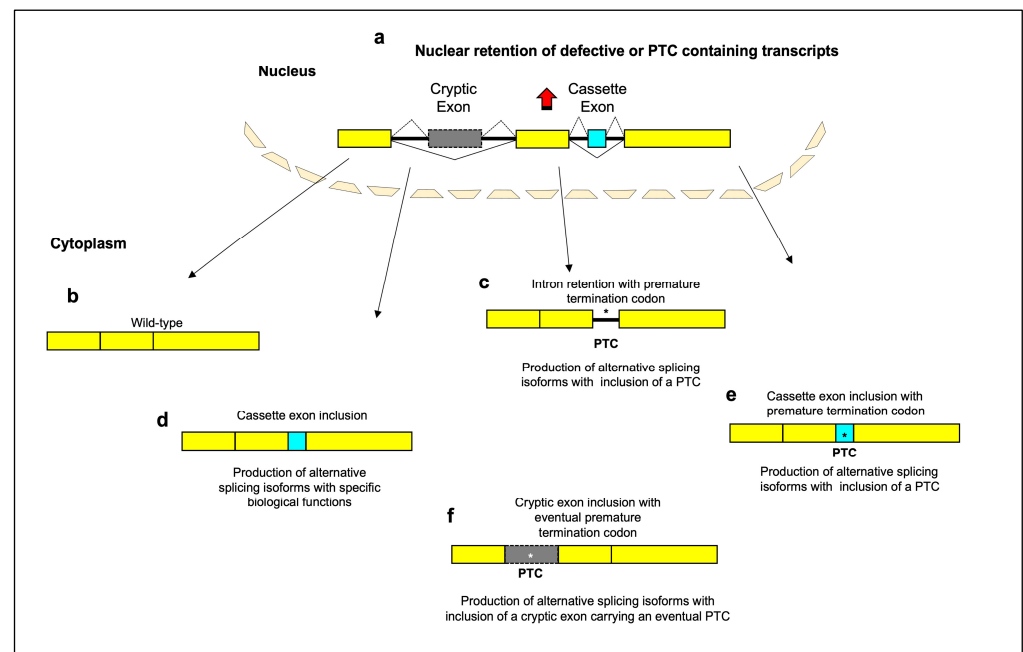 a
Nuclear retention of defective or PTC containing transcripts
Nucleus
Cryptic
Exon
Cassette
Exon
Cytoplasm
b
Wild-type
c
Intron retention with premature
termination codon
*
PTC
Production of alternative splicing
isoforms with inclusion of a PTC
d
Cassette exon inclusion
Production of alternative
splicing isoforms with specific
biological functions
e
Cassette exon inclusion with
premature termination codon
*
PTC
Production of alternative splicing
isoforms with inclusion of a PTC
f
Cryptic exon inclusion with
eventual premature
termination codon
*
PTC
Production of alternative splicing isoforms with
inclusion of a cryptic exon carrying an eventual PTC